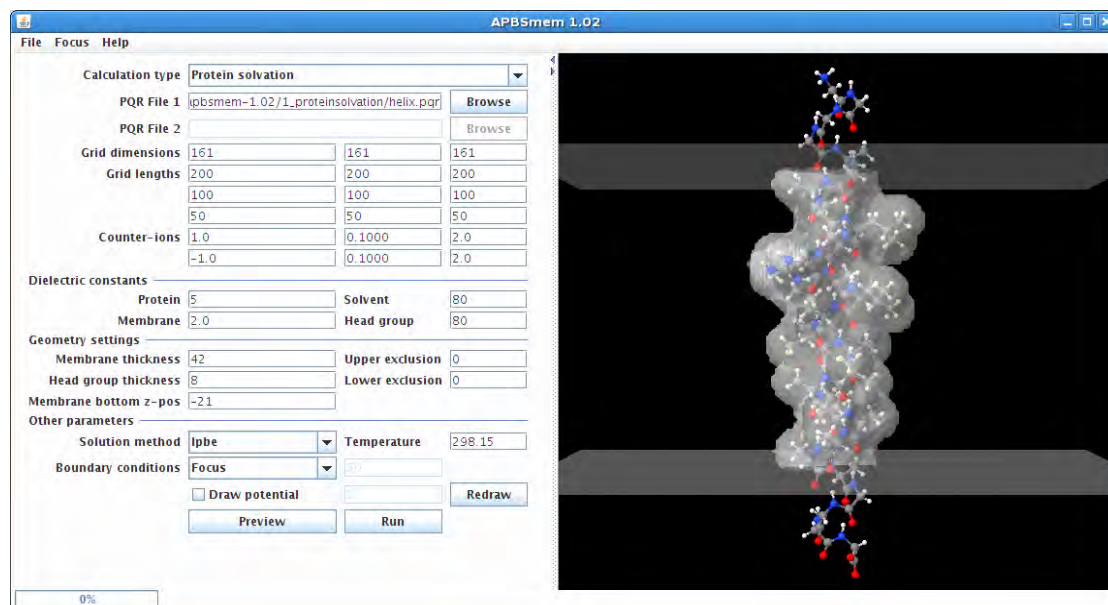 APBSmem 1.02
File Focus Help
Calculation type Protein solvation
PQR File 1 pbsmem-1.02/1_proteinsolvation/helix.pqr Browse
PQR File 2 Browse
Grid dimensions 161 161 161
Grid lengths 200 200 200
100 100 100
50 50 50
Counter-ions 1.0 0.1000 2.0
-1.0 0.1000 2.0
Dielectric constants
Protein 5 Solvent 80
Membrane 2.0 Head group 80
Geometry settings
Membrane thickness 42 Upper exclusion 0
Head group thickness 8 Lower exclusion 0
Membrane bottom z-pos -21
Other parameters
Solution method lpbe Temperature 298.15
Boundary conditions Focus
Draw potential Redraw
Preview Run
0%